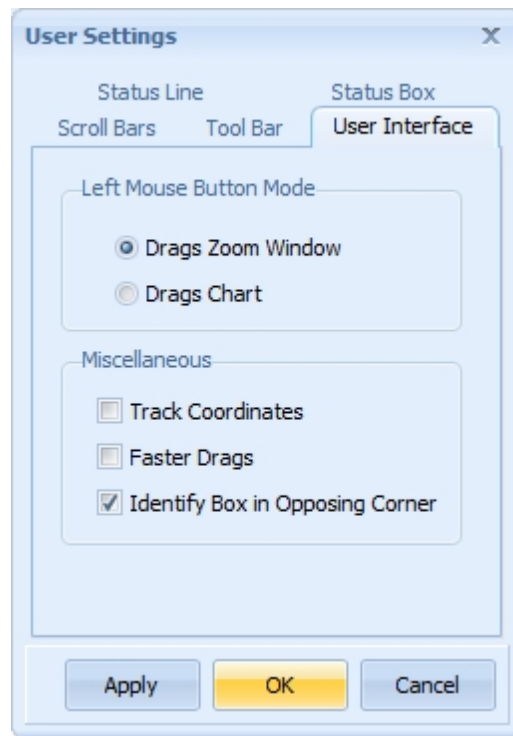 User Settings
Status Line Status Box
Scroll Bars Tool Bar User Interface
Left Mouse Button Mode
Drags Zoom Window
Drags Chart
Miscellaneous
Track Coordinates
Faster Drags
Identify Box in Opposing Corner
Apply OK Cancel